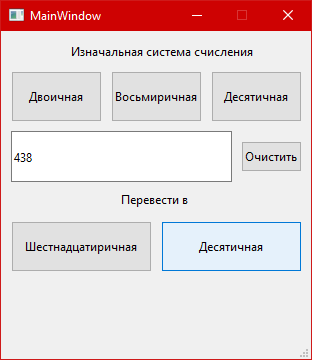 MainWindow
Изначальная система счисления
Двоичная Восьмиричная Десятичная
438 Очистить
Перевести в
Шестнадцатиричная Десятичная